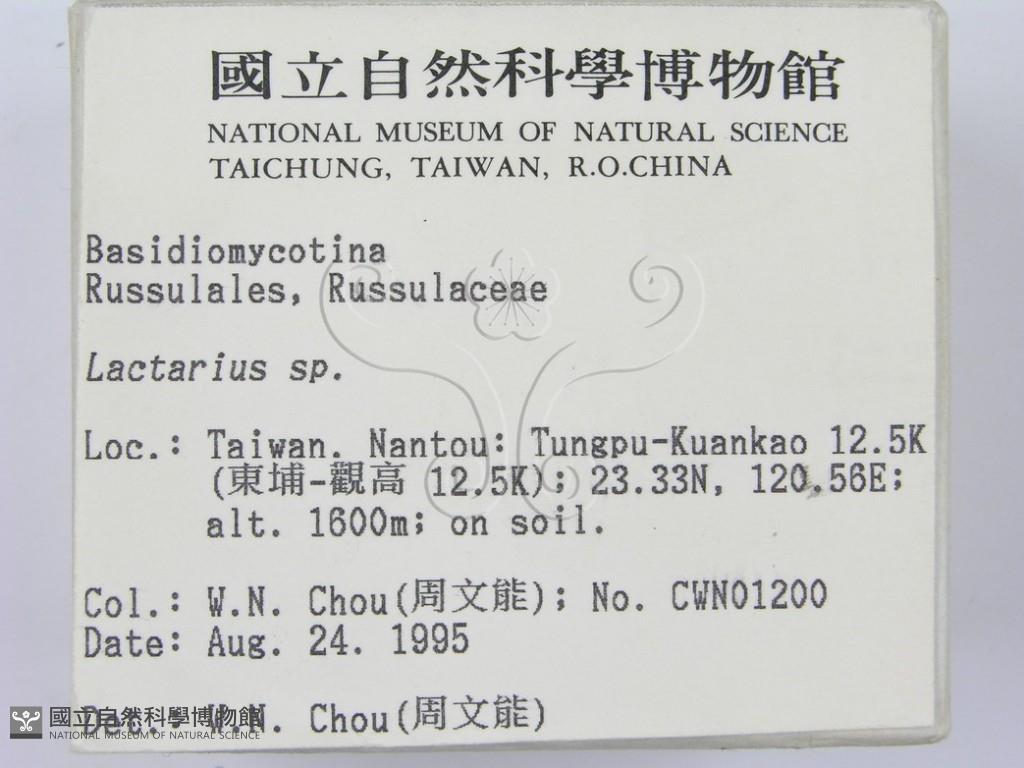 國立自然科學博物館
NATIONAL MUSEUM OF NATURAL SCIENCE
TAICHUNG, TAIWAN, R.O.CHINA
Basidiomycotina
Russulales, Russulaceae
Lactarius sp.
Loc.: Taiwan. Nantou: Tungpu-Kuankao 12.5K
(東埔-觀高 12.5K); 23.33N, 120.56E;
alt. 1600m; on soil.
Col.: W.N. Chou(周文能); No. CWN01200
Date: Aug. 24. 1995
Det.: W.N. Chou(周文能)
國立自然科學博物館
NATIONAL MUSEUM OF NATURAL SCIENCE